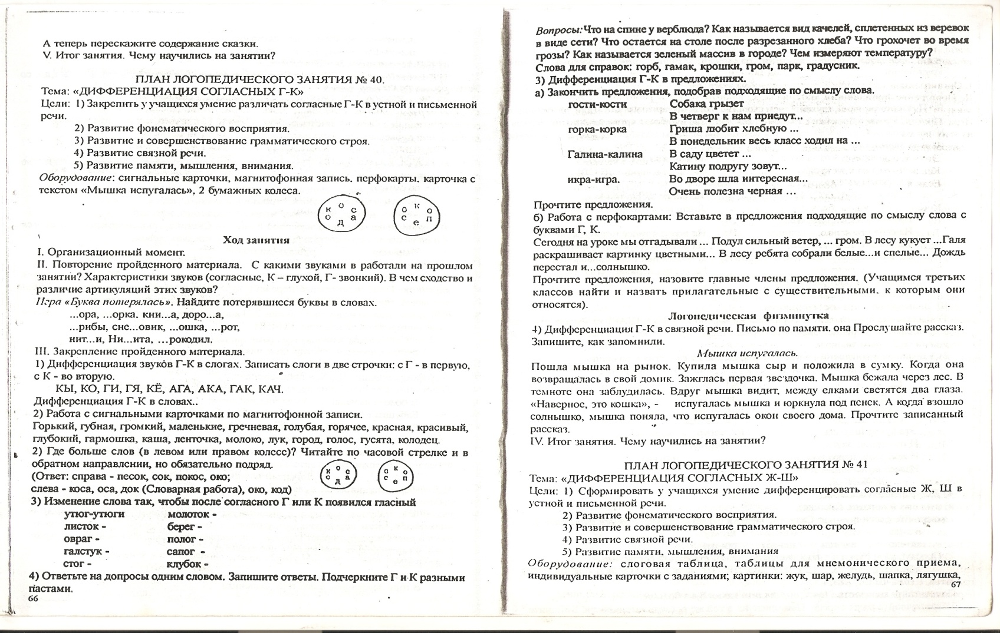 А теперь перескажите содержание сказки.
V. Итог занятия. Чему научились на занятии?
ПЛАН ЛОГОПЕДИЧЕСКОГО ЗАНЯТИЯ № 40.
Тема: «ДИФФЕРЕНЦИАЦИЯ СОГЛАСНЫХ Г-К»
Цели: 1) Закрепить у учащихся умение различать согласные Г-К в устной и письменной
речи.
2) Развитие фонематического восприятия.
3) Развитие и совершенствование грамматического строя.
4) Развитие связной речи.
5) Развитие памяти, мышления, внимания.
Оборудование: сигнальные карточки, магнитофонная запись. перфокарты. карточка с
текстом «Мышка испугалась», 2 бумажных колеса.
к о с о а д
о к о с п е
Ход занятия
I. Организационный момент.
II. Повторение пройденного материала. С какими звуками в работали на прошлом
занятии? Характеристики звуков (согласные, К – глухой, Г- звонкий). В чем сходство и
различие артикуляций этих звуков?
Игра «Буква потерялась». Найдите потерявшиеся буквы в словах.
...ора, ...орка. кни...а, доро...а,
...рибы, сне...овик, ...ошка, ...рот,
нит...и, Ни...ита, ...рокодил.
III. Закрепление пройденного материала.
1) Дифференциация звуков Г-К в слогах. Записать слоги в две строчки: с Г - в первую,
с К - во вторую.
КЫ, КО, ГИ, ГЯ, КЁ, АГА, АКА, ГАК, КАЧ.
Дифференциация Г-К в словах..
2) Работа с сигнальными карточками по магнитофонной записи.
Горький, губная, громкий, маленькие, гречневая, голубая, горячее, красная, красивый,
глубокий, гармошка, каша, ленточка, молоко, лук, город, голос, гусята, колодец.
2) Где больше слов (в левом или правом колесе)? Читайте по часовой стрелке и в
обратном направлении, но обязательно подряд.
(Ответ: справа - песок, сок, покос, око;
слева - коса, оса, док (Словарная работа), око, код)
к о с о а д
о к о с п е
3) Изменение слова так, чтобы после согласного Г или К появился гласный
утюг-утюги молоток -
листок - берег -
овраг - полог -
галстук - сапог -
стог - клубок -
4) Ответьте на допросы одним словом. Запишите ответы. Подчеркните Г и К разными
пастами.
66
Вопросы: Что на спине у верблюда? Как называется вид качелей, сплетенных из веревок
в виде сети? Что остается на столе после разрезанного хлеба? Что грохочет во время
грозы? Как называется зеленый массив в городе? Чем измеряют температуру?
Слова для справок: горб, гамак, крошки, гром, парк, градусник.
3) Дифференциация Г-К в предложениях.
а) Закончить предложения, подобрав подходящие по смыслу слова.
гости-кости Собака грызет
В четверг к нам приедут...
горка-корка Гриша любит хлебную ...
В понедельник весь класс ходил на ...
Галина-калина В саду цветет ...
Катину подругу зовут...
икра-игра. Во дворе шла интересная...
Очень полезна черная ...
Прочтите предложения.
б) Работа с перфокартами: Вставьте в предложения подходящие по смыслу слова с
буквами Г, К.
Сегодня на уроке мы отгадывали ... Подул сильный ветер, ... гром. В лесу кукует ...Галя
раскрашивает картинку цветными... В лесу ребята собрали белые...и спелые... Дождь
перестал и...солнышко.
Прочтите предложения, назовите главные члены предложения. (Учащимся третьих
классов найти и назвать прилагательные с существительными. к которым они
относятся).
Логопедическая физминутка
4) Дифференциация Г-К в связной речи. Письмо по памяти. она Прослушайте рассказ.
Запишите, как запомнили.
Мышка испугалась.
Пошла мышка на рынок. Купила мышка сыр и положила в сумку. Когда она
возвращалась в свой домик. Зажглась первая звездочка. Мышка бежала через лес. В
темноте она заблудилась. Вдруг мышка видит, между елками светятся два глаза.
«Наверное, это кошка», - испугалась мышка и юркнула под пенек. А когда взошло
солнышко, мышка поняла, что испугалась окон своего дома. Прочтите записанный
рассказ.
IV. Итог занятия. Чему научились на занятии?
ПЛАН ЛОГОПЕДИЧЕСКОГО ЗАНЯТИЯ № 41
Тема: «ДИФФЕРЕНЦИАЦИЯ СОГЛАСНЫХ Ж-Ш»
Цели: 1) Сформировать у учащихся умение дифференцировать согласные Ж, Ш в
устной и письменной речи.
2) Развитие фонематического восприятия.
3) Развитие и совершенствование грамматического строя.
4) Развитие связной речи.
5) Развитие памяти, мышления, внимания
Оборудование: слоговая таблица, таблицы для мнемонического приема,
индивидуальные карточки с заданиями; картинки: жук, шар, желудь, шапка, лягушка,
67